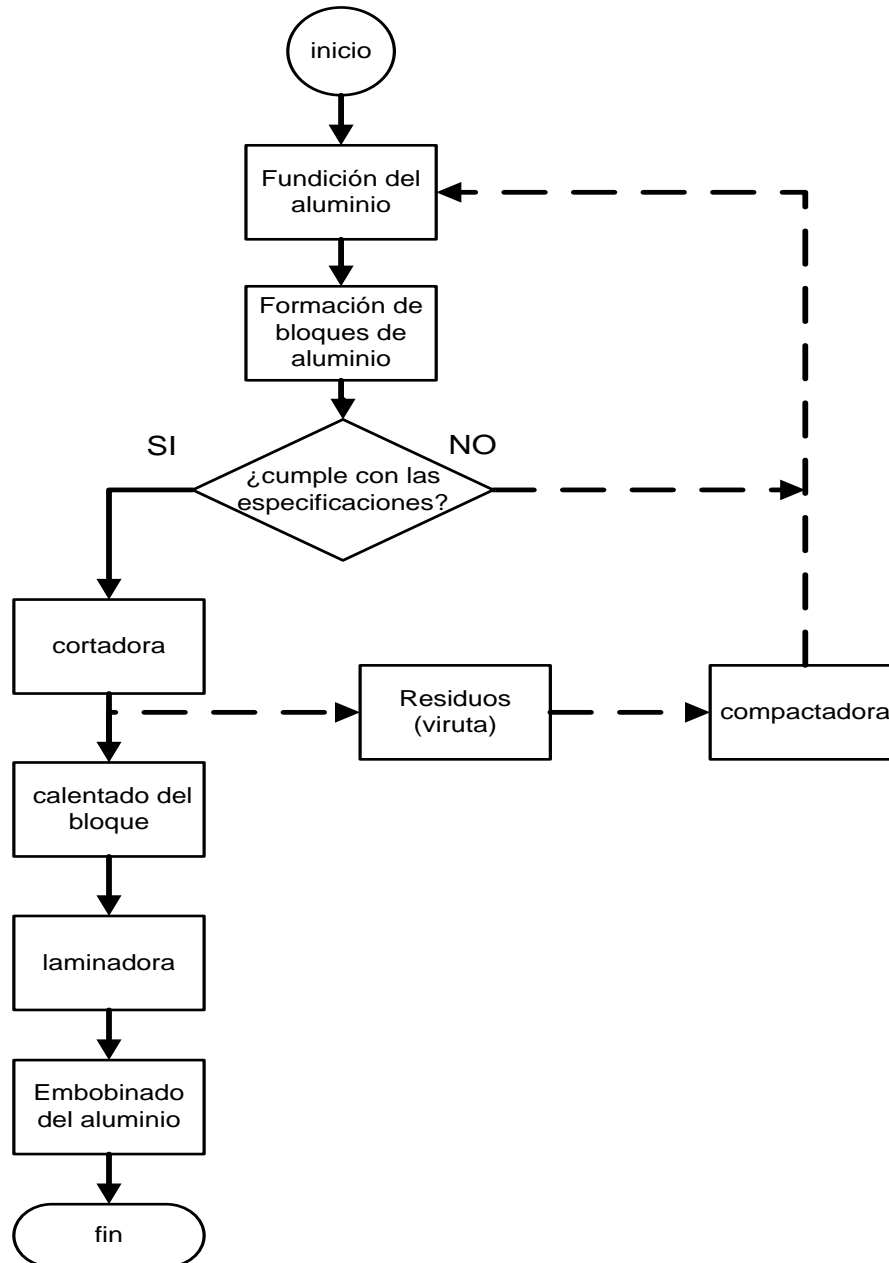 inicio
Fundición del
aluminio
Formación de
bloques de
aluminio
SI
NO
¿cumple con las
especificaciones?
cortadora
Residuos
(viruta)
compactadora
calentado del
bloque
laminadora
Embobinado
del aluminio
fin